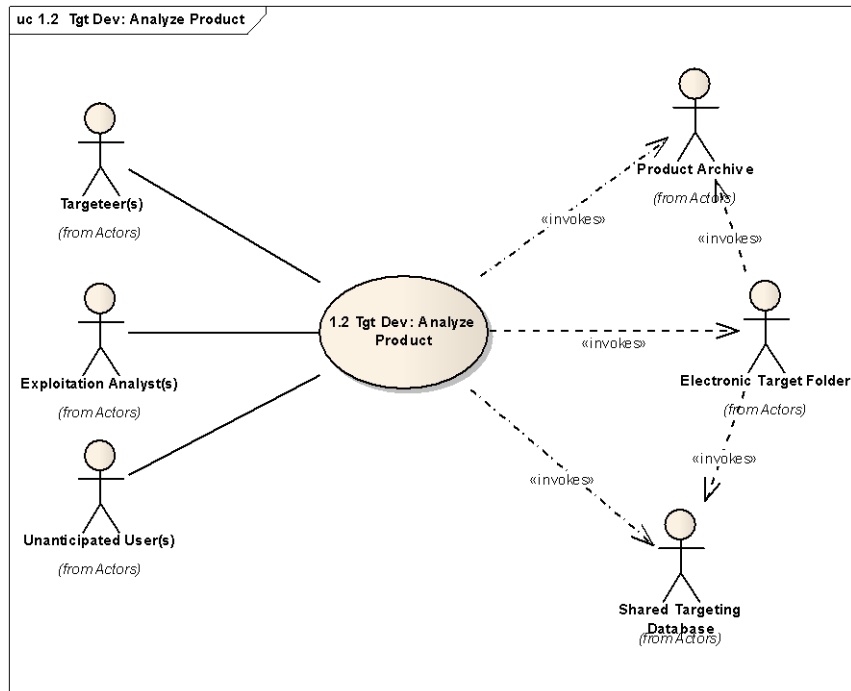 uc 1.2 Tgt Dev: Analyze Product
Targeteer(s)
(from Actors)
Exploitation Analyst(s)
(from Actors)
Unanticipated User(s)
(from Actors)
1.2 Tgt Dev: Analyze
Product
«invokes»
«invokes»
«invokes»
Product Archive
(from Actors)
«invokes»
Electronic Target Folder
(from Actors)
«invokes»
Shared Targeting
Database
(from Actors)